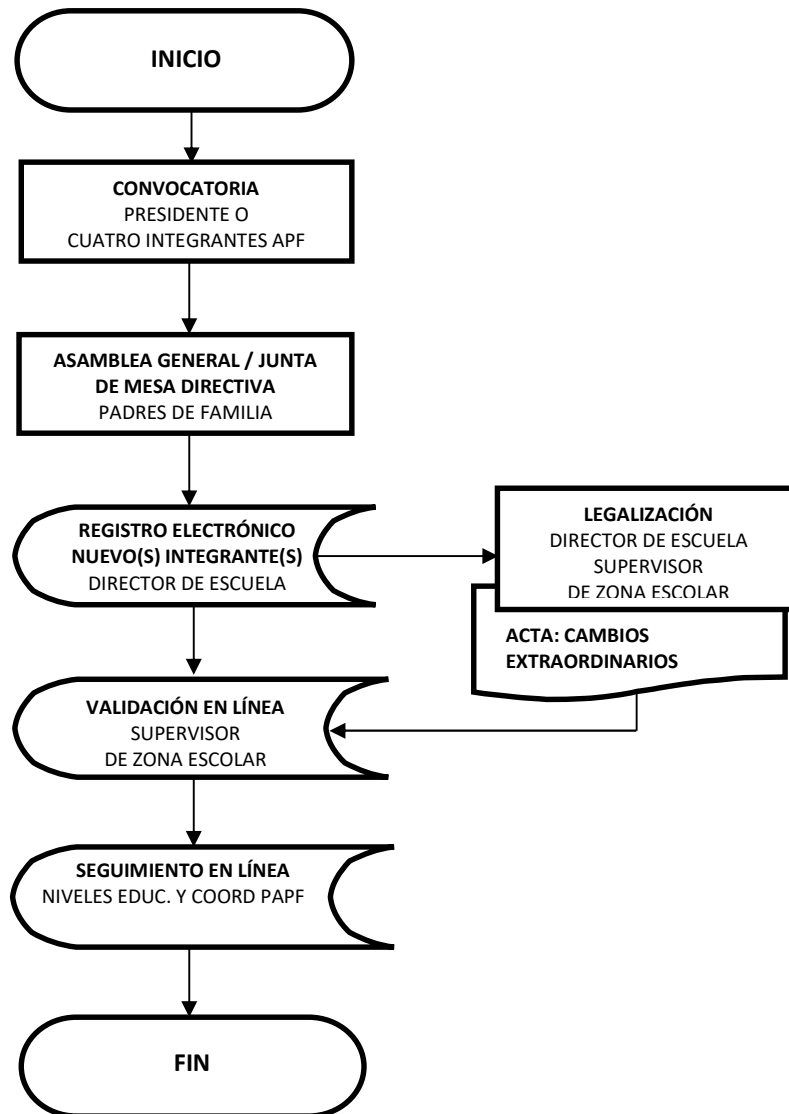 INICIO
CONVOCATORIA
PRESIDENTE O
CUATRO INTEGRANTES APF
ASAMBLEA GENERAL / JUNTA
DE MESA DIRECTIVA
PADRES DE FAMILIA
REGISTRO ELECTRÓNICO
NUEVO(S) INTEGRANTE(S)
DIRECTOR DE ESCUELA
LEGALIZACIÓN
DIRECTOR DE ESCUELA
SUPERVISOR
DE ZONA ESCOLAR
ACTA: CAMBIOS
EXTRAORDINARIOS
VALIDACIÓN EN LÍNEA
SUPERVISOR
DE ZONA ESCOLAR
SEGUIMIENTO EN LÍNEA
NIVELES EDUC. Y COORD PAPF
FIN